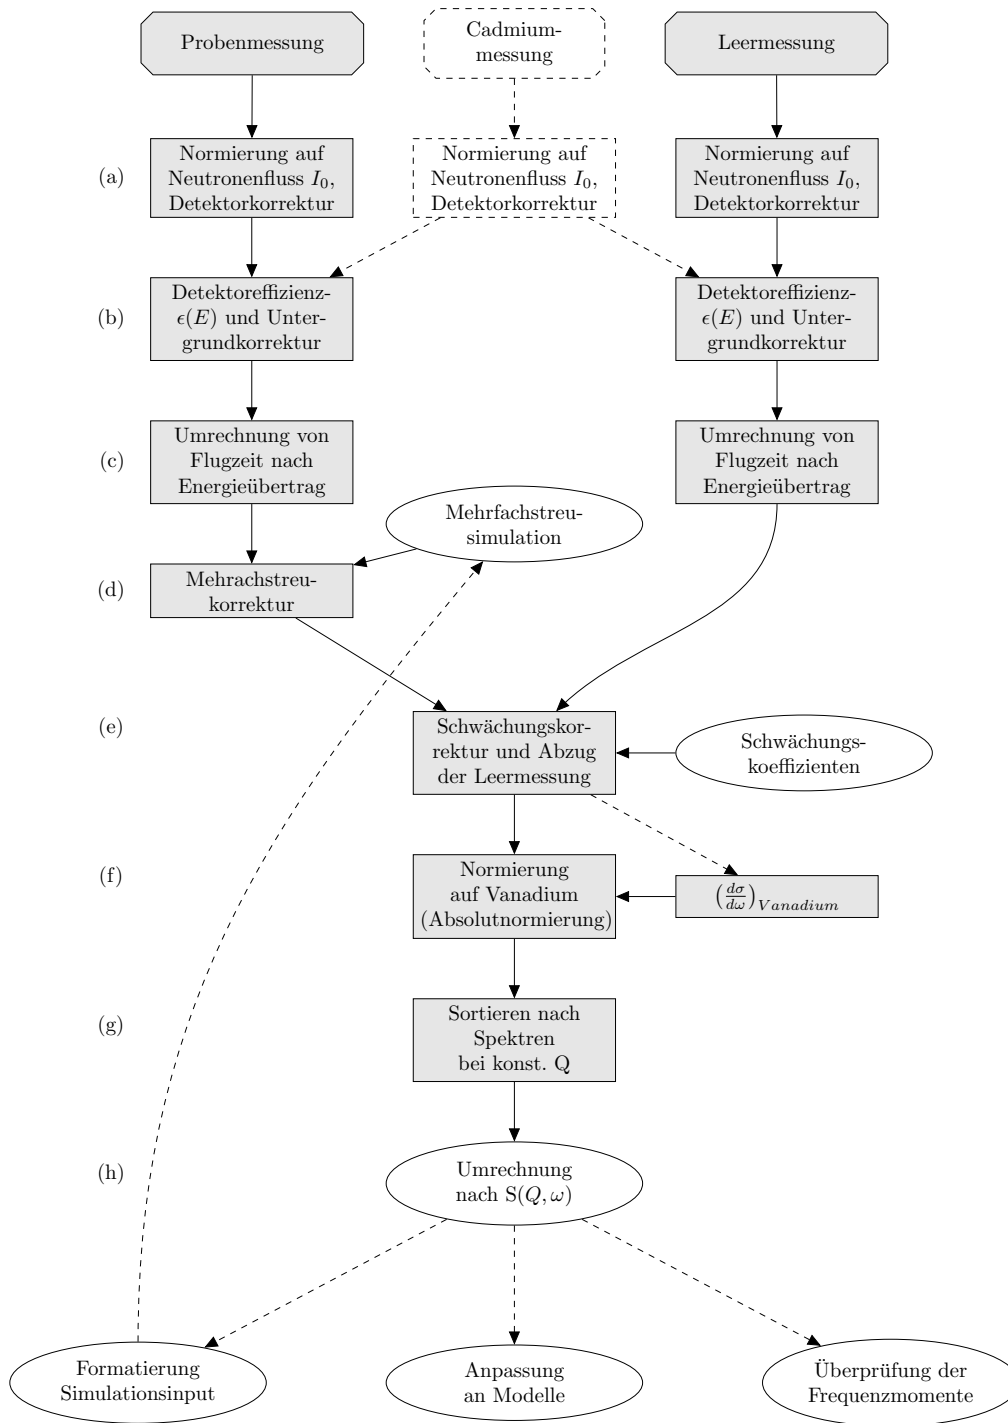 Probenmessung
Cadmium-
messung
Leermessung
(a)
Normierung auf
Neutronenfluss I₀,
Detektorkorrektur
Normierung auf
Neutronenfluss I₀,
Detektorkorrektur
Normierung auf
Neutronenfluss I₀,
Detektorkorrektur
(b)
Detektoreffizienz-
ϵ(E) und Unter-
grundkorrektur
Detektoreffizienz-
ϵ(E) und Unter-
grundkorrektur
(c)
Umrechnung von
Flugzeit nach
Energieübertrag
Umrechnung von
Flugzeit nach
Energieübertrag
Mehrfachstreu-
simulation
(d)
Mehrachstreu-
korrektur
(e)
Schwächungskor-
rektur und Abzug
der Leermessung
Schwächungs-
koeffizienten
(f)
Normierung
auf Vanadium
(Absolutnormierung)
(dσ/dω)Vanadium
(g)
Sortieren nach
Spektren
bei konst. Q
(h)
Umrechnung
nach S(Q, ω)
Formatierung
Simulationsinput
Anpassung
an Modelle
Überprüfung der
Frequenzmomente